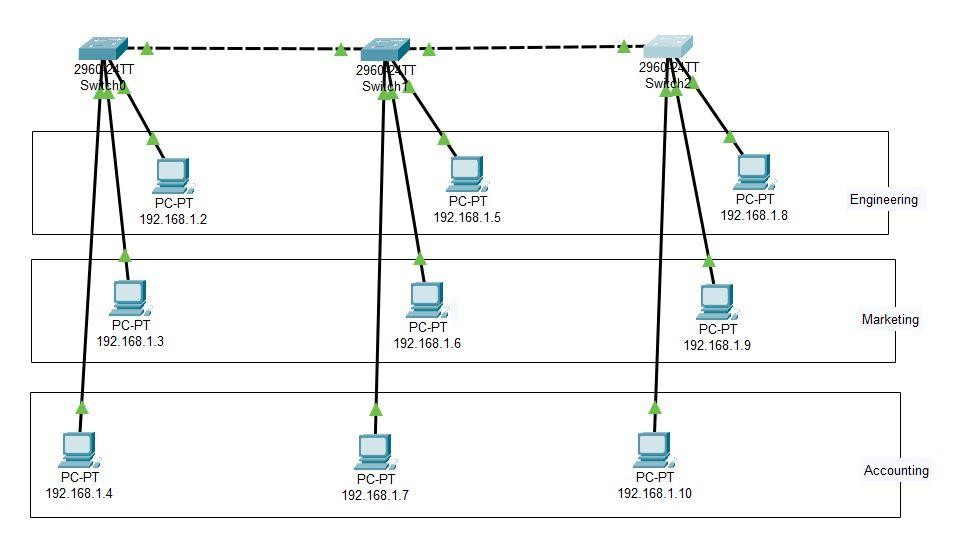 2960-24TT
Switch0
2960-24TT
Switch1
2960-24TT
Switch2
PC-PT
192.168.1.2
PC-PT
192.168.1.5
PC-PT
192.168.1.8
Engineering
PC-PT
192.168.1.3
PC-PT
192.168.1.6
PC-PT
192.168.1.9
Marketing
PC-PT
192.168.1.4
PC-PT
192.168.1.7
PC-PT
192.168.1.10
Accounting